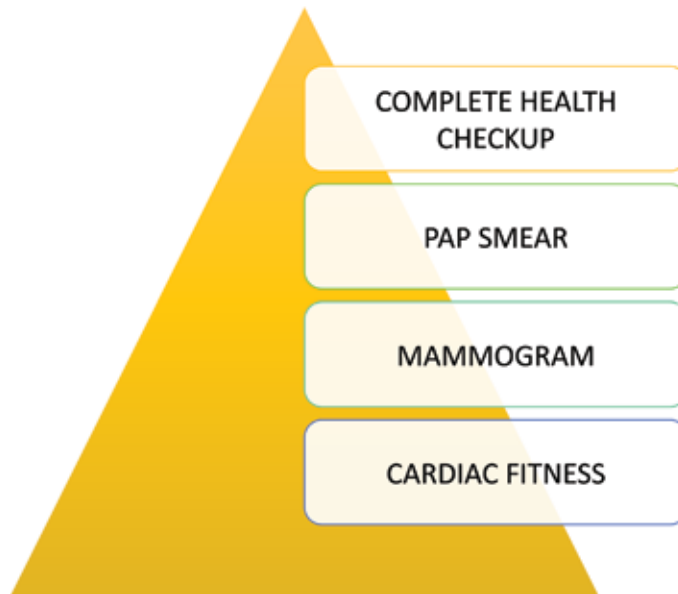 COMPLETE HEALTH
CHECKUP
PAP SMEAR
MAMMOGRAM
CARDIAC FITNESS